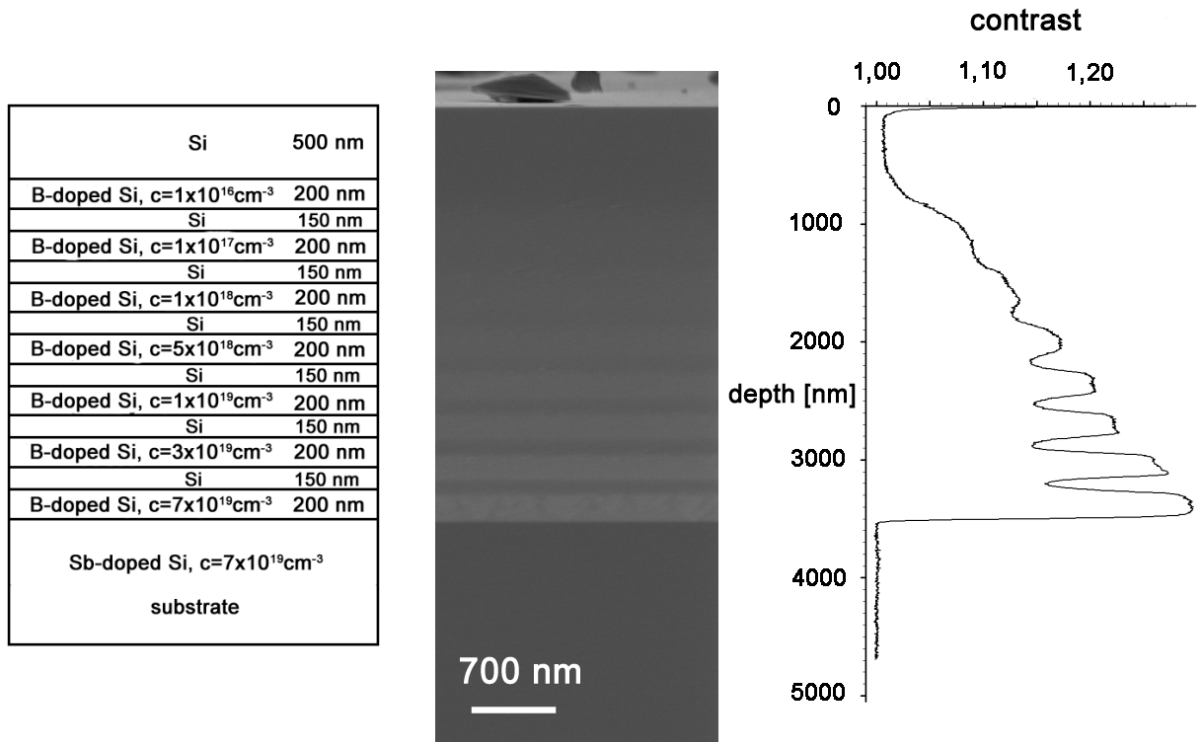 Si 500 nm
B-doped Si, c=1x10¹⁶cm⁻³ 200 nm
Si 150 nm
B-doped Si, c=1x10¹⁷cm⁻³ 200 nm
Si 150 nm
B-doped Si, c=1x10¹⁸cm⁻³ 200 nm
Si 150 nm
B-doped Si, c=5x10¹⁸cm⁻³ 200 nm
Si 150 nm
B-doped Si, c=1x10¹⁹cm⁻³ 200 nm
Si 150 nm
B-doped Si, c=3x10¹⁹cm⁻³ 200 nm
Si 150 nm
B-doped Si, c=7x10¹⁹cm⁻³ 200 nm
Sb-doped Si, c=7x10¹⁹cm⁻³
substrate
700 nm
contrast
1,00 1,10 1,20
0
1000
2000
depth [nm]
3000
4000
5000